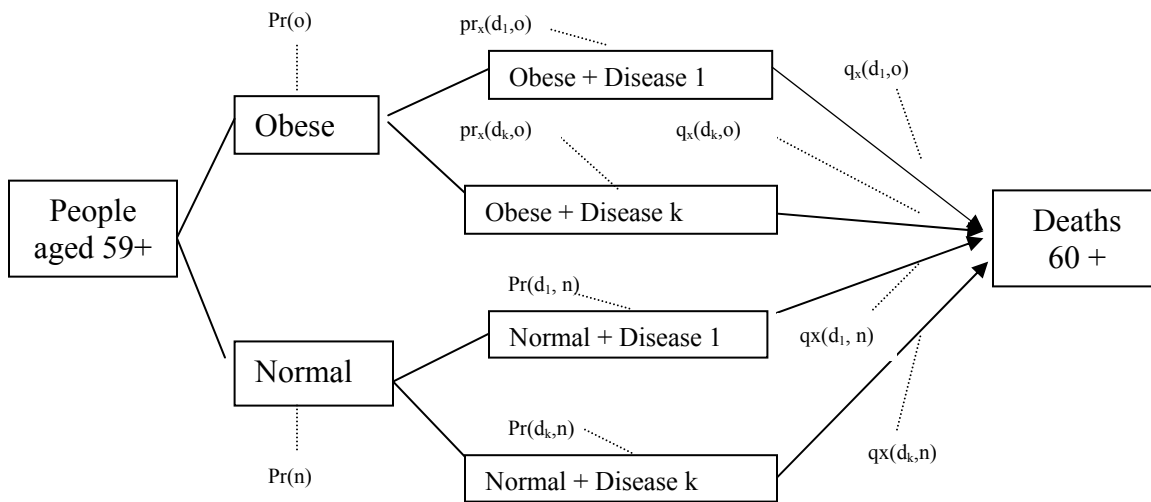 Pr(o)
prₓ(d₁,o)
Obese + Disease 1
qₓ(d₁,o)
Obese
prₓ(dₖ,o)
qₓ(dₖ,o)
People
aged 59+
Obese + Disease k
Deaths
60 +
Pr(d₁, n)
Normal + Disease 1
qx(d₁, n)
Normal
Pr(dₖ,n)
qx(dₖ,n)
Pr(n)
Normal + Disease k